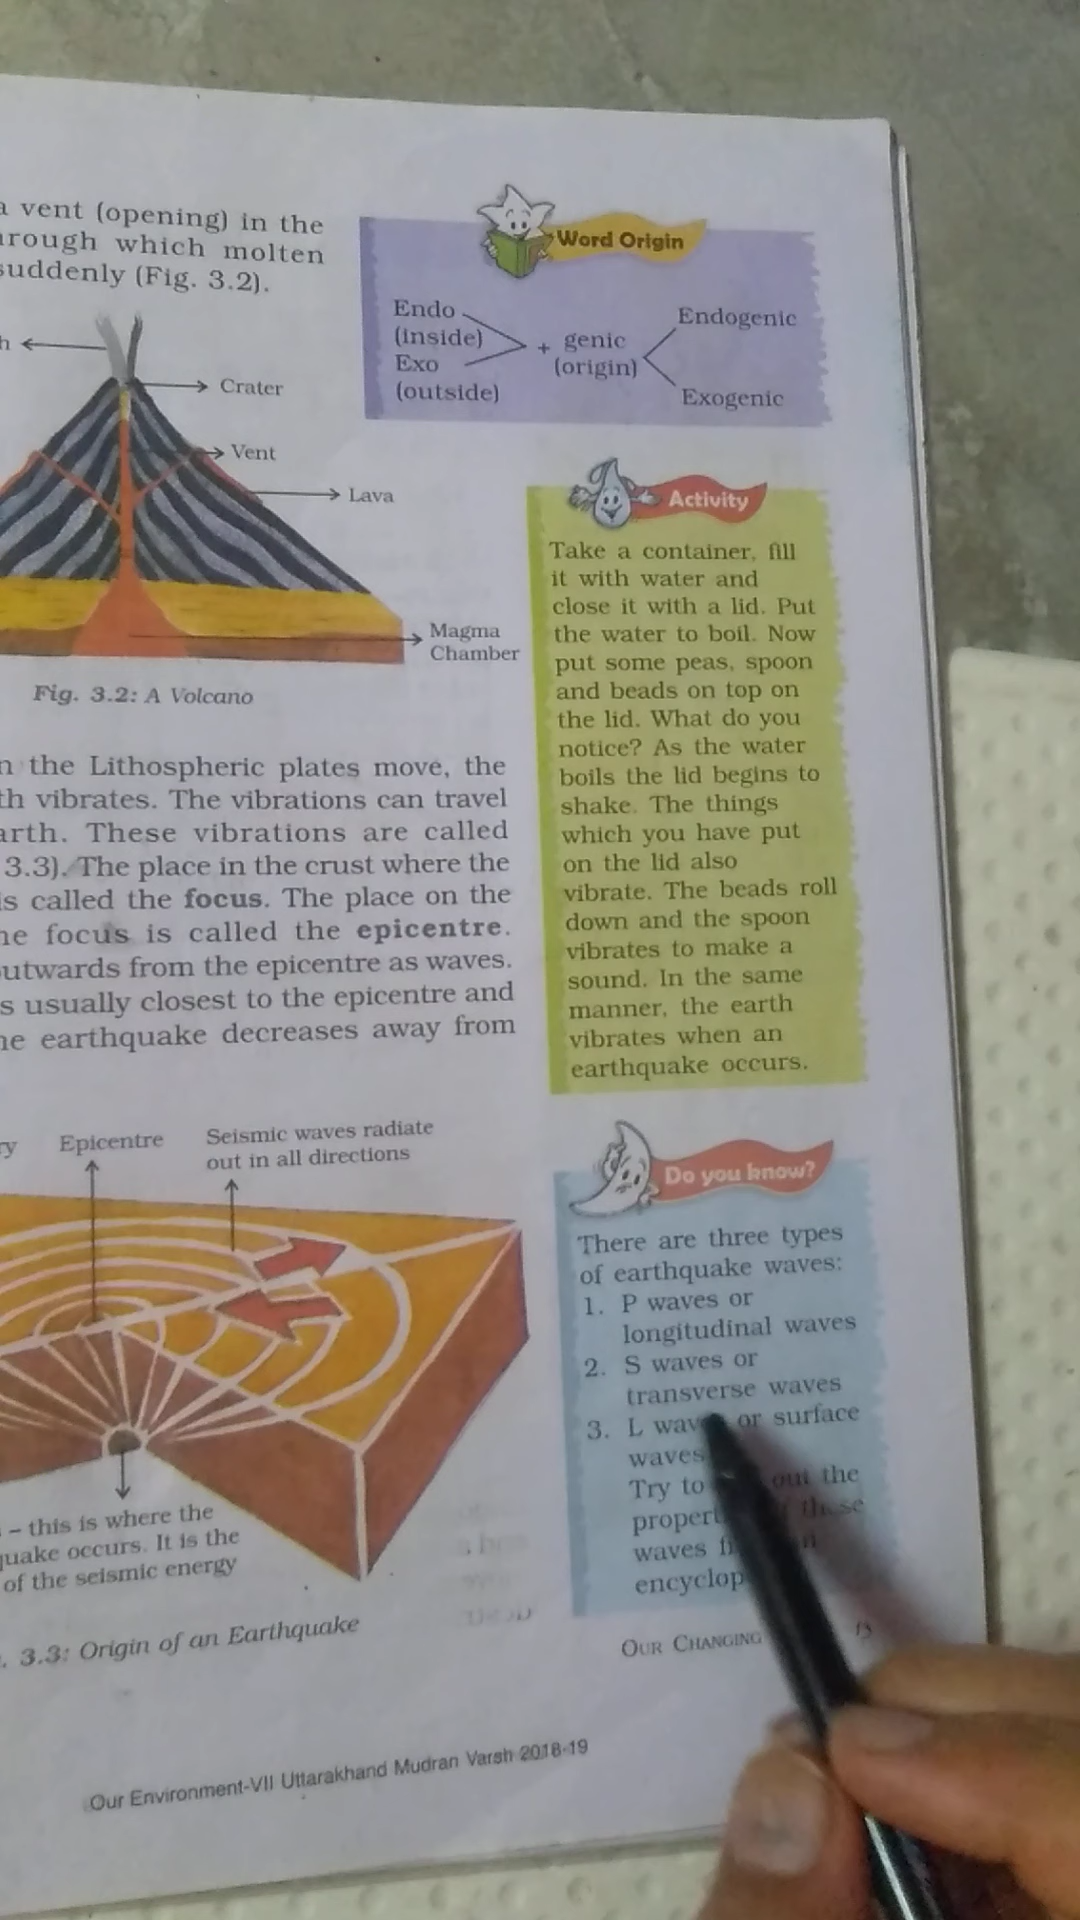 a vent (opening) in the
which molten
suddenly (Fig. 3.2).
Crater
Vent
Lava
Magma
Chamber
Fig. 3.2: A Volcano
the Lithospheric plates move, the
vibrates. The vibrations can travel
These vibrations are called
3.3). The place in the crust where the
is called the focus. The place on the
focus is called the epicentre.
outwards from the epicentre as waves.
usually closest to the epicentre and
earthquake decreases away from
Epicentre
Seismic waves radiate
out in all directions
– this is where the
occurs. It is the
of the seismic energy
3.3: Origin of an Earthquake
Word Origin
Endo
(inside)
Exo
(outside)
+ genic
(origin)
Endogenic
Exogenic
Activity
Take a container, fill
it with water and
close it with a lid. Put
the water to boil. Now
put some peas, spoon
and beads on top on
the lid. What do you
notice? As the water
boils the lid begins to
shake. The things
which you have put
on the lid also
vibrate. The beads roll
down and the spoon
vibrates to make a
sound. In the same
manner, the earth
vibrates when an
earthquake occurs.
Do you know?
There are three types
of earthquake waves:
1. P waves or
longitudinal waves
2. S waves or
transverse waves
3. L or surface
waves
Try to out the
these
waves
OUR CHANGING
Our Environment-VII Uttarakhand Mudran Varsh 2018-19